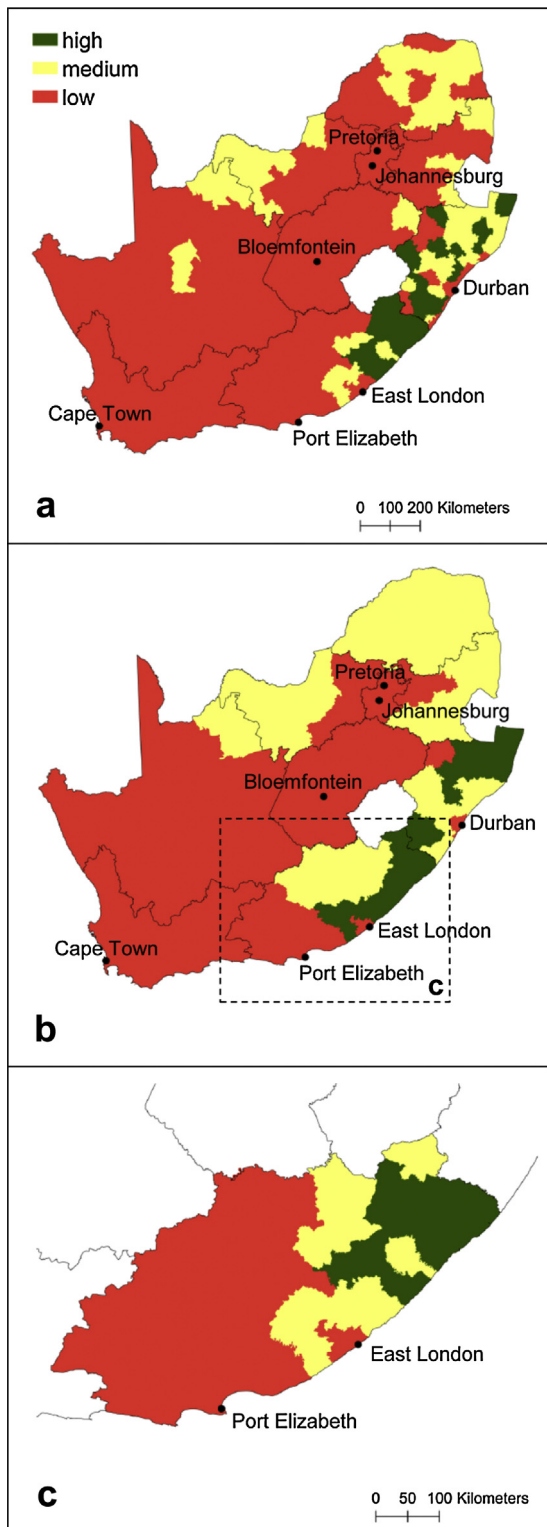 high
medium
low
Pretoria
Johannesburg
Bloemfontein
Durban
East London
Cape Town
Port Elizabeth
a
0 100 200 Kilometers
Pretoria
Johannesburg
Bloemfontein
Durban
East London
Cape Town
Port Elizabeth
c
b
East London
Port Elizabeth
c
0 50 100 Kilometers